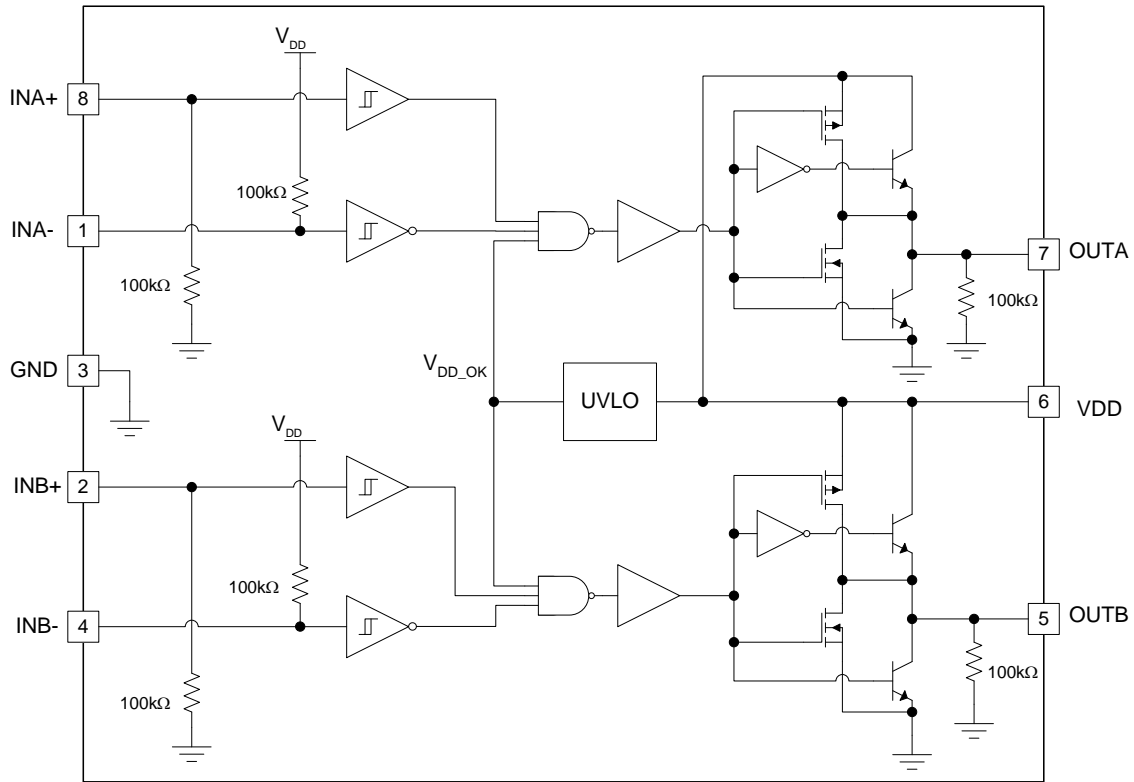 VDD
INA+
8
100kΩ
INA-
1
100kΩ
7
OUTA
100kΩ
GND
3
VDD_OK
UVLO
6
VDD
VDD
INB+
2
100kΩ
INB-
4
5
OUTB
100kΩ
100kΩ